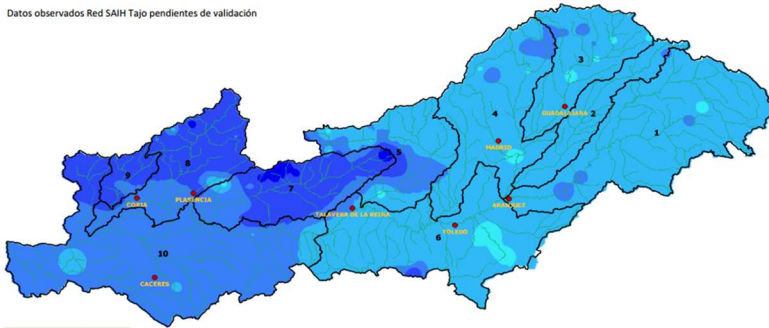 Datos observados Red SAIH Tajo pendientes de validación
3
GUADALAJARA
4
2
1
MADRID
5
8
9
7
CORIA
PLASENCIA
TALAVERA DE LA REINA
ARANJUEZ
TOLEDO
6
10
CACERES